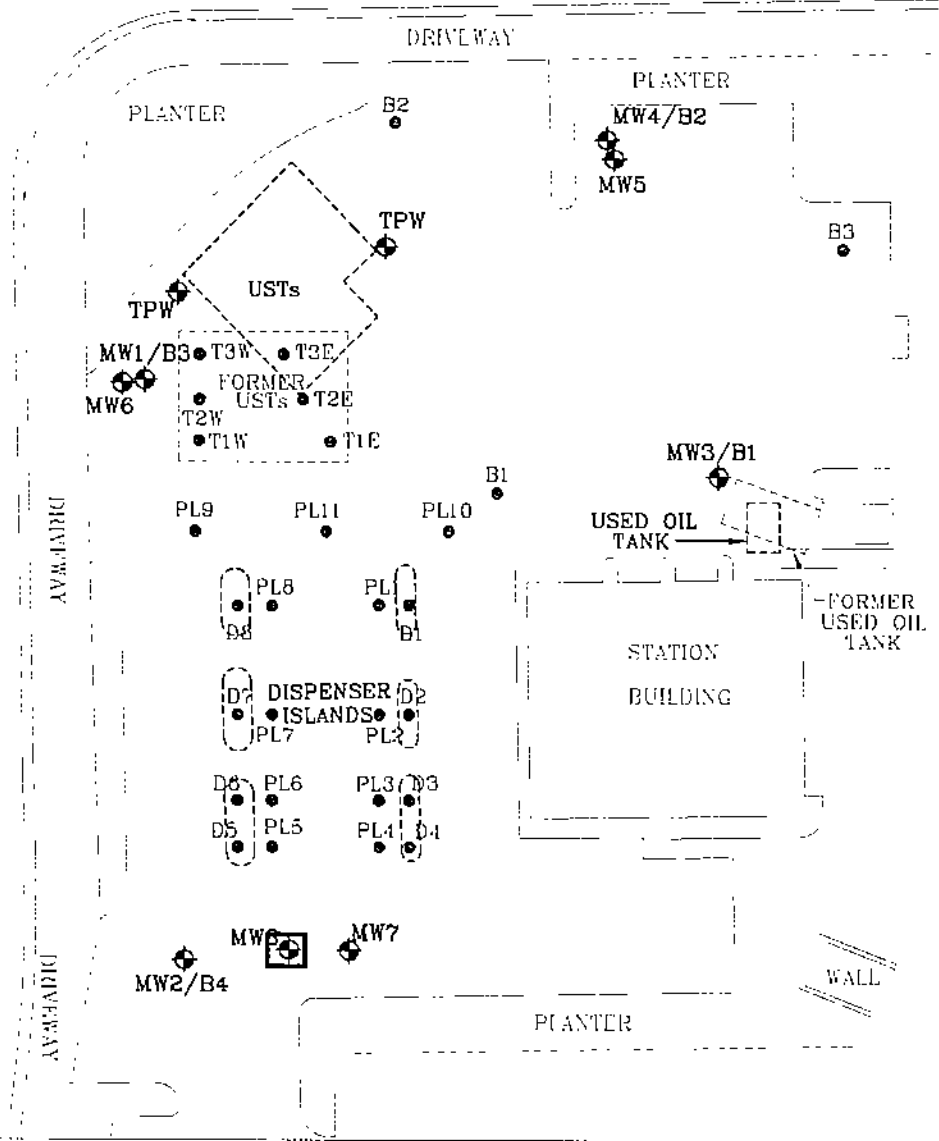 DRIVEWAY
PLANTER
PLANTER
B2
MW4/B2
MW5
TPW
B3
USTs
TPW
MW1/B3
T3W
T3E
FORMER
USTs
MW6
T2W
T2E
T1W
T1E
MW3/B1
B1
PL9
PL11
PL10
USED OIL
TANK
DRIVEWAY
PL8
PL1
D8
B1
FORMER
USED OIL
TANK
STATION
BUILDING
D7
DISPENSER
ISLANDS
D2
PL7
PL2
D6
PL6
PL3
D3
D5
PL5
PL4
D4
MW8
MW7
MW2/B4
DRIVEWAY
WALL
PLANTER